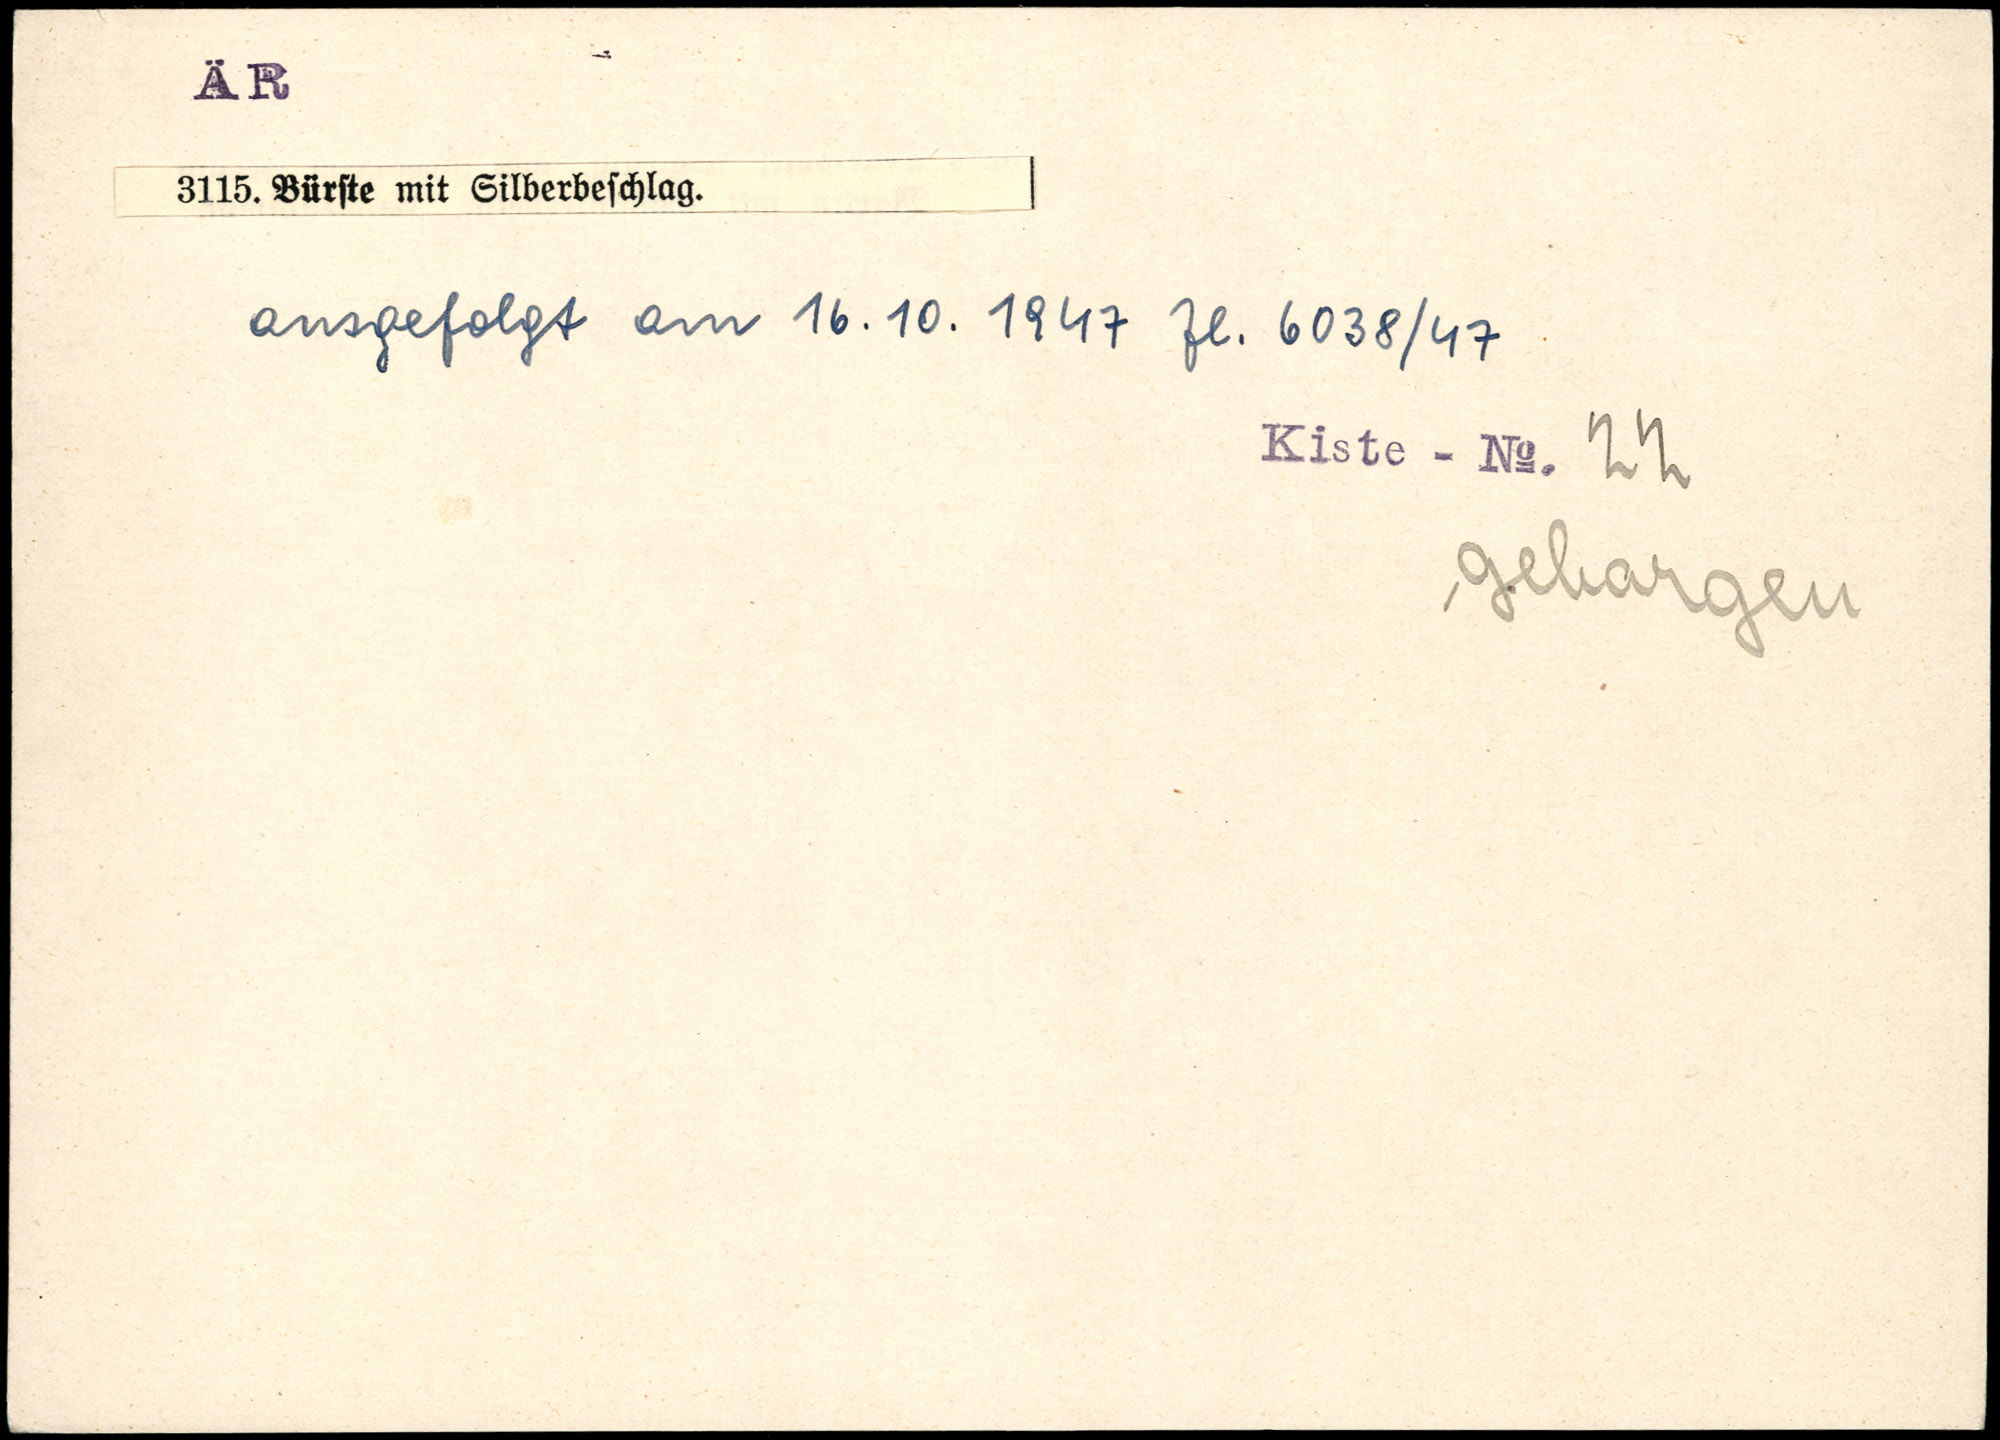 ÄR
3115. Bürſte mit Silberbeſchlag.
ausgefolgt am 16. 10. 1947 Zl. 6038/47
Kiste - No. 22
geborgen